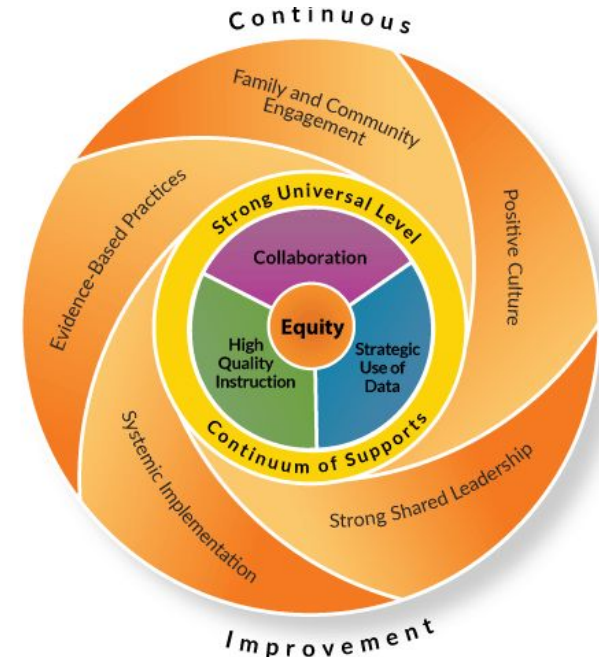 Continuous
Family and Community
Engagement
Positive Culture
Evidence-Based Practices
Strong Universal Level
Collaboration
Equity
High
Quality
Instruction
Strategic
Use of
Data
Continuum of Supports
Systemic Implementation
Strong Shared Leadership
Improvement